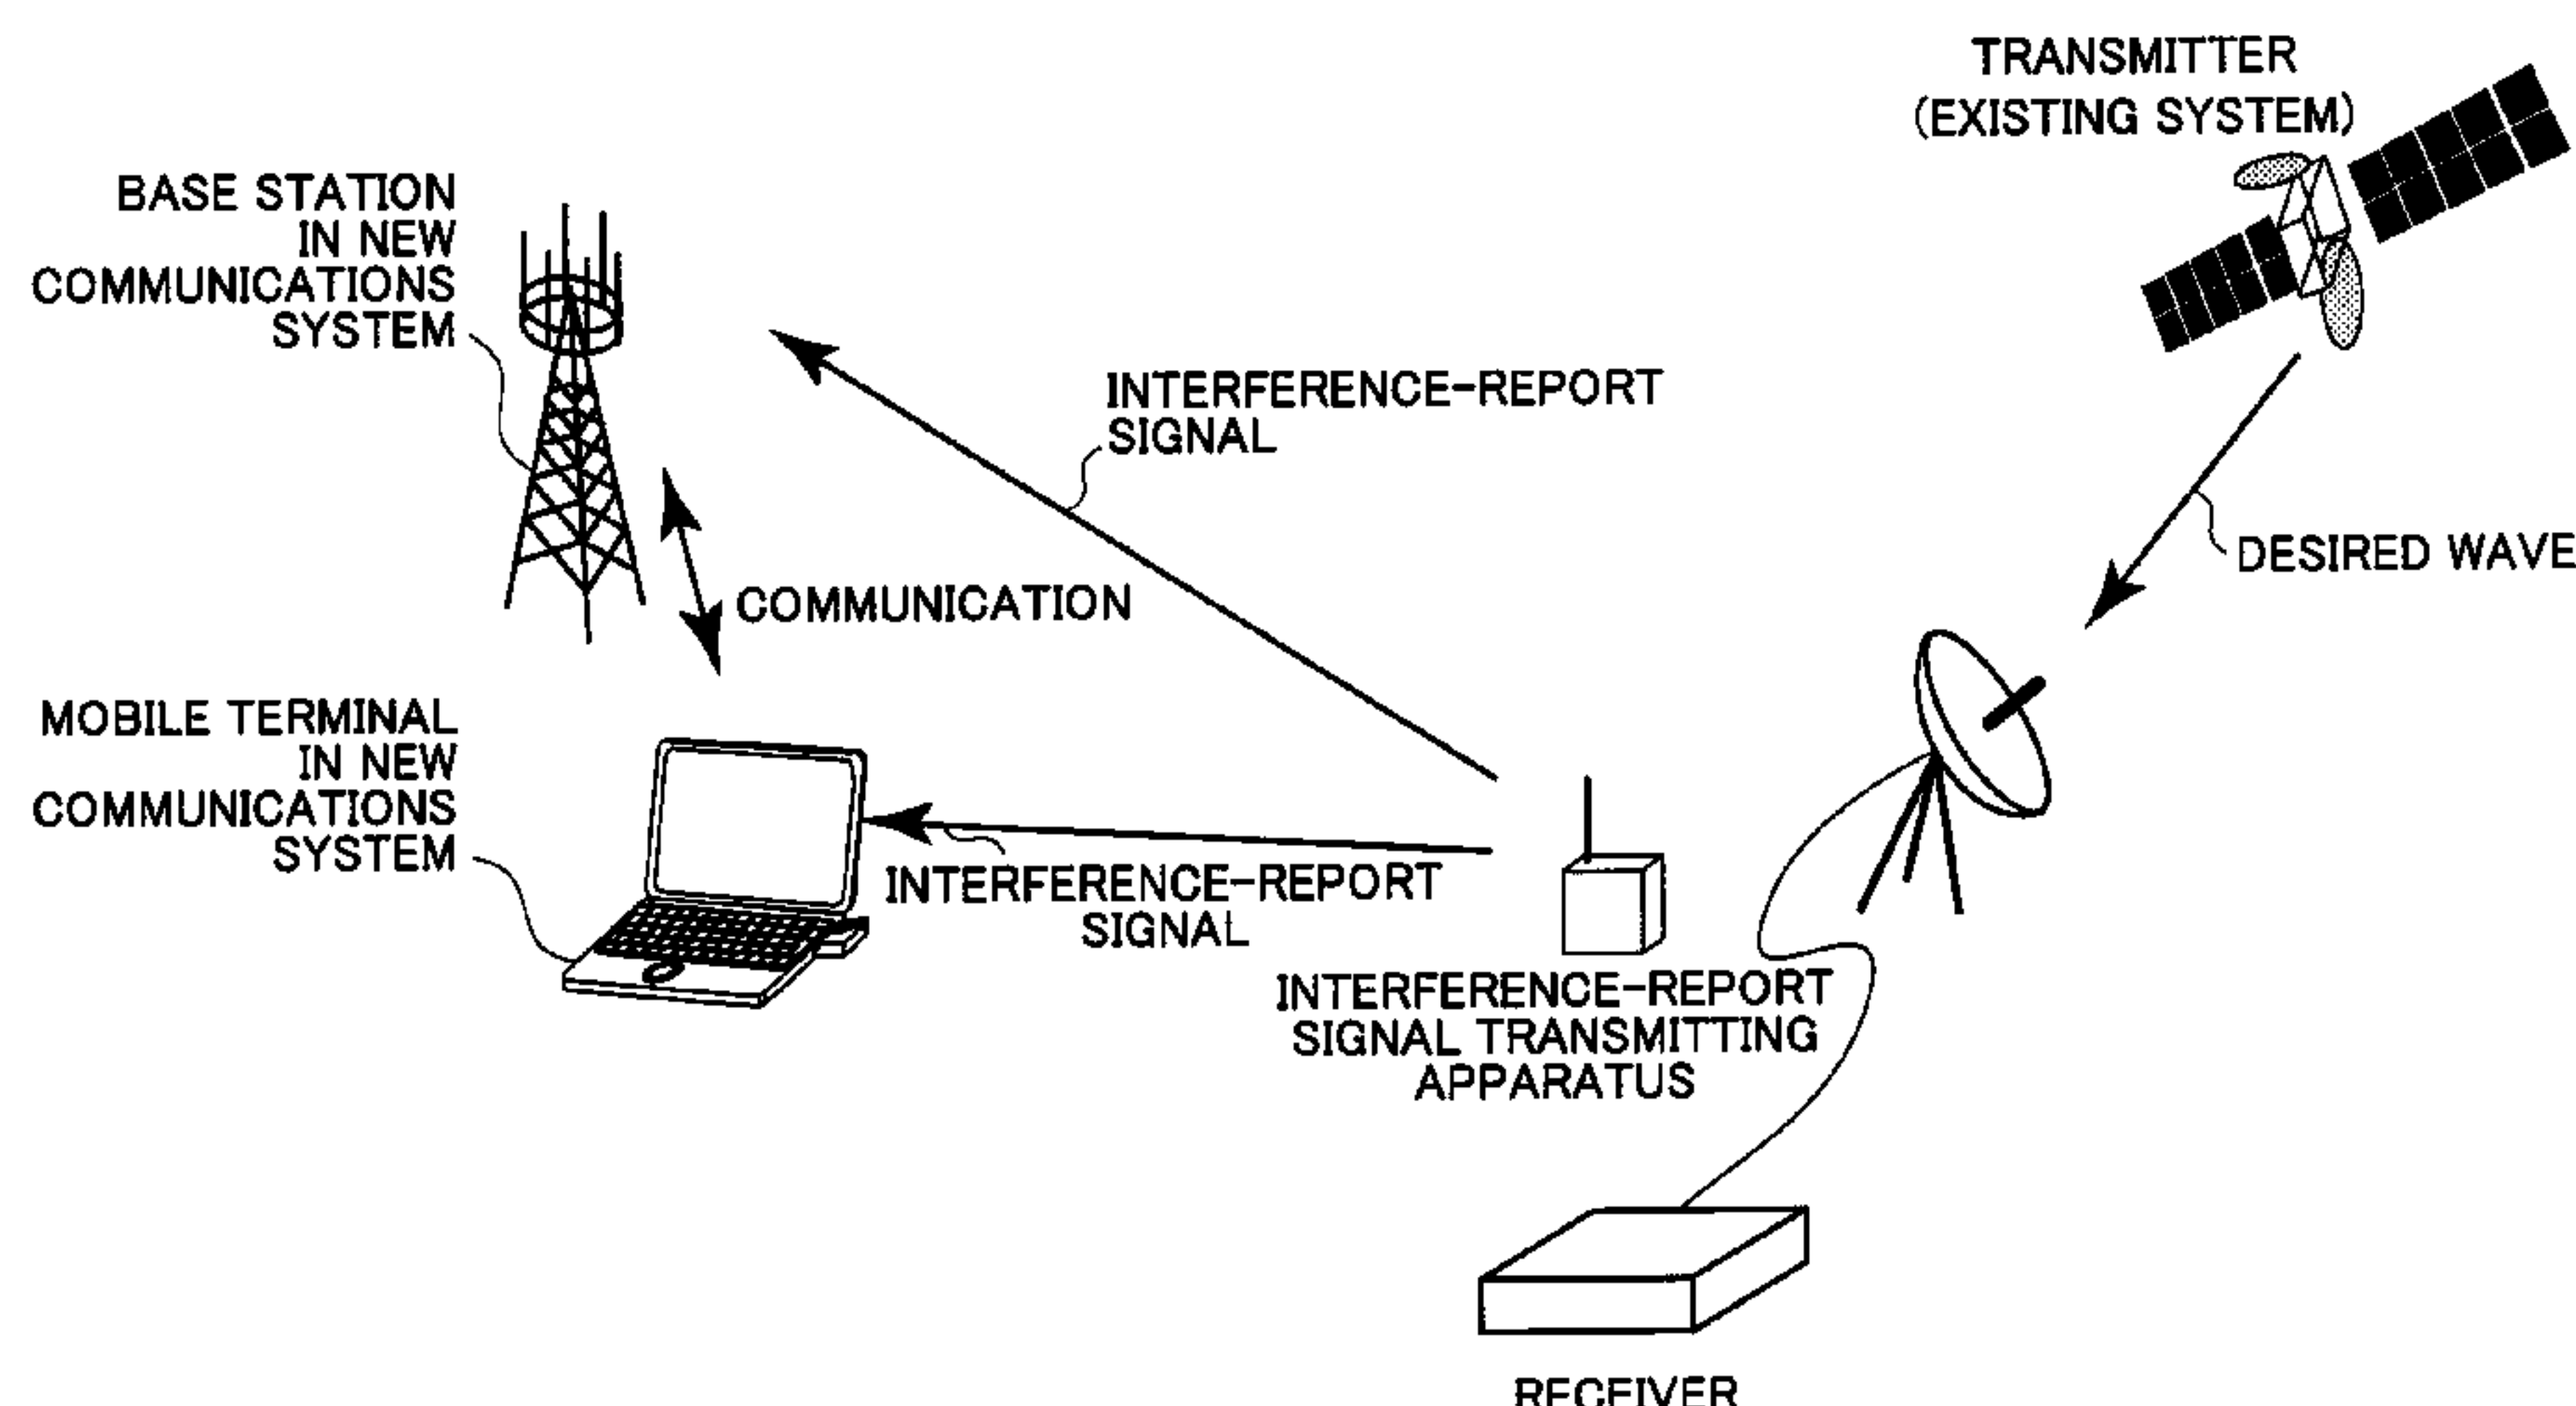 TRANSMITTER
(EXISTING SYSTEM)
BASE STATION
IN NEW
COMMUNICATIONS
SYSTEM
INTERFERENCE-REPORT
SIGNAL
DESIRED WAVE
COMMUNICATION
MOBILE TERMINAL
IN NEW
COMMUNICATIONS
SYSTEM
INTERFERENCE-REPORT
SIGNAL
INTERFERENCE-REPORT
SIGNAL TRANSMITTING
APPARATUS
RECEIVER